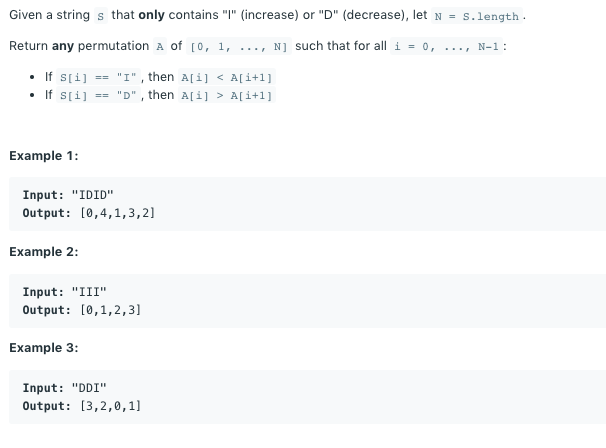 Given a string S that only contains "I" (increase) or "D" (decrease), let N = S.length.
Return any permutation A of [0, 1, ..., N] such that for all i = 0, ..., N-1:
• If S[i] == "I", then A[i] < A[i+1]
• If S[i] == "D", then A[i] > A[i+1]
Example 1:
Input: "IDID"
Output: [0,4,1,3,2]
Example 2:
Input: "III"
Output: [0,1,2,3]
Example 3:
Input: "DDI"
Output: [3,2,0,1]